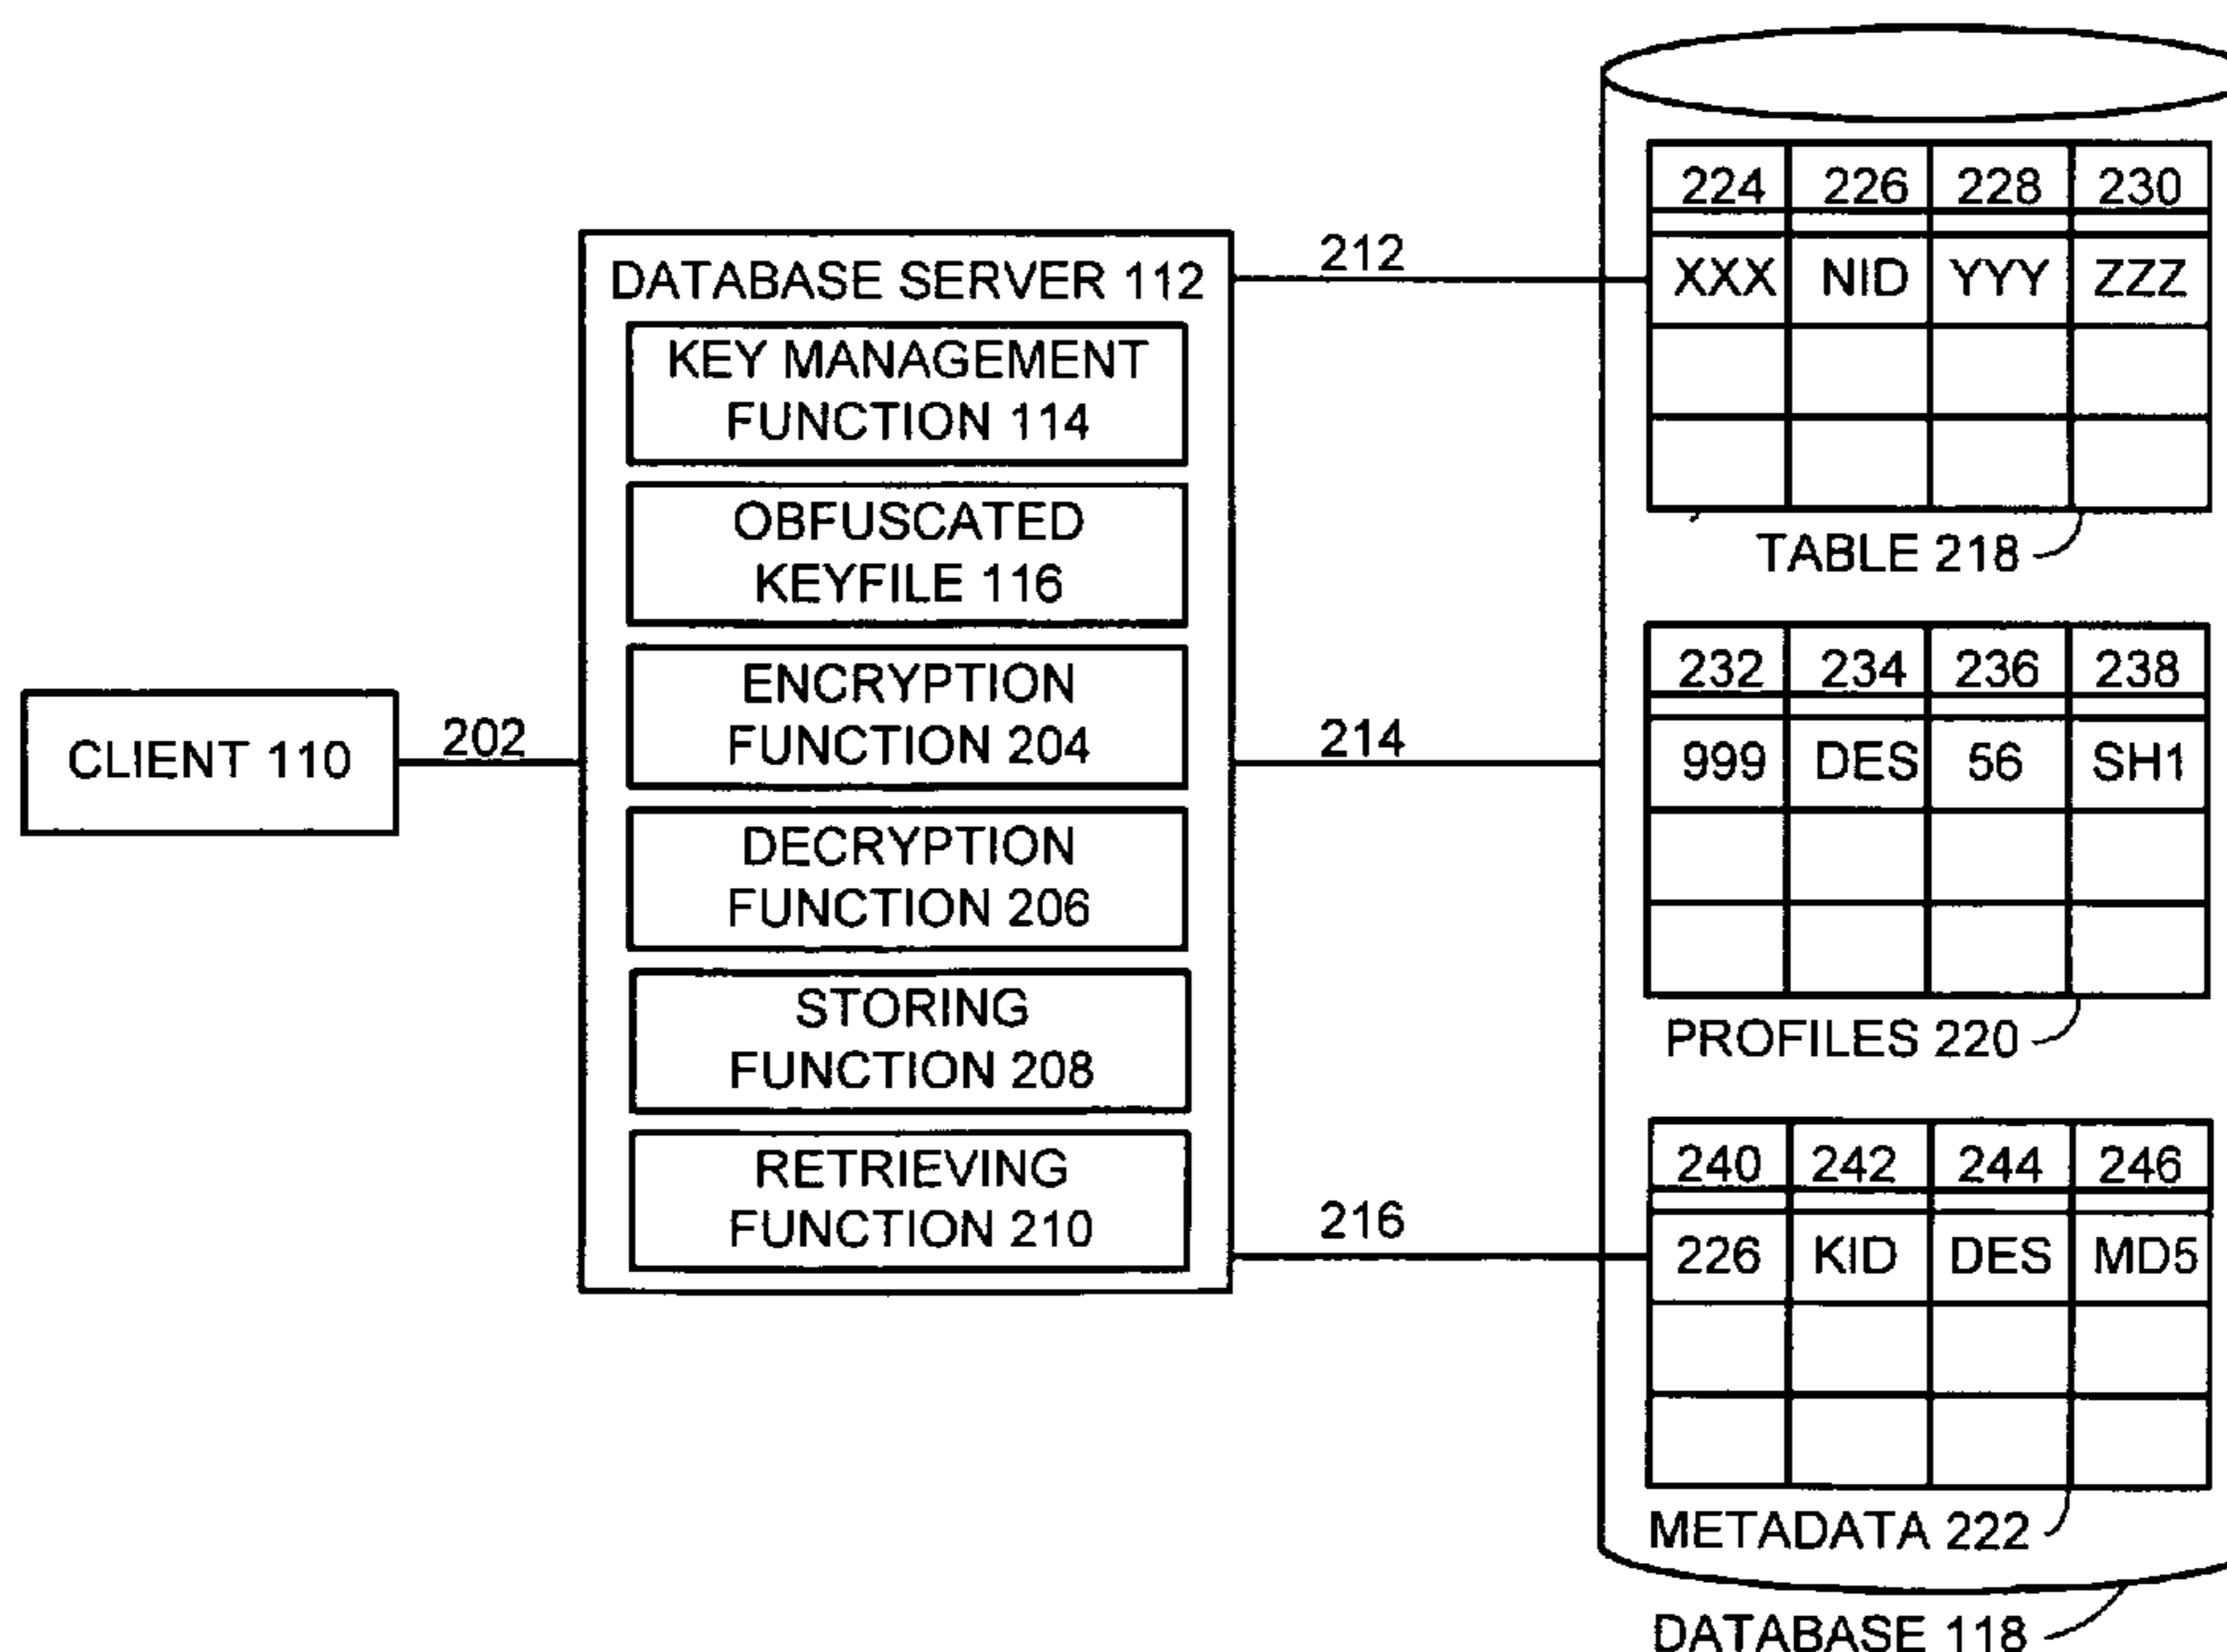 CLIENT 110
202
DATABASE SERVER 112
KEY MANAGEMENT
FUNCTION 114
OBFUSCATED
KEYFILE 116
ENCRYPTION
FUNCTION 204
DECRYPTION
FUNCTION 206
STORING
FUNCTION 208
RETRIEVING
FUNCTION 210
212
214
216
224 226 228 230
XXX NID YYY ZZZ
TABLE 218
232 234 236 238
999 DES 56 SH1
PROFILES 220
240 242 244 246
226 KID DES MD5
METADATA 222
DATABASE 118